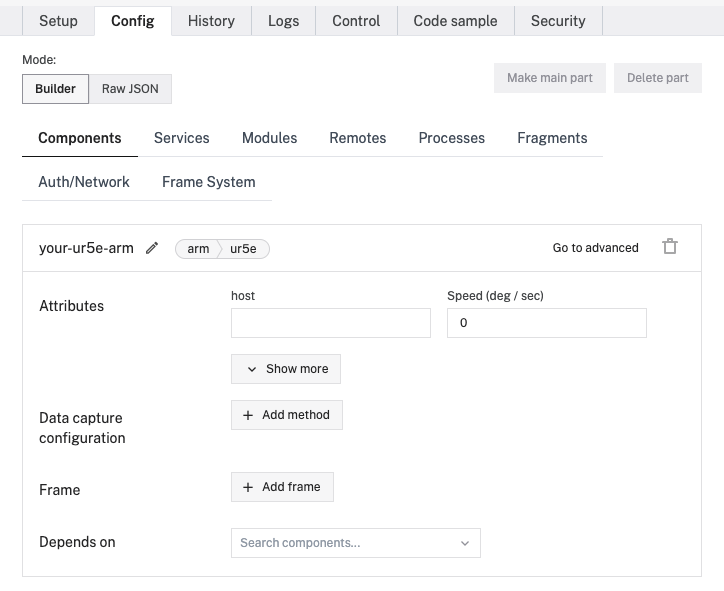 Setup Config History Logs Control Code sample Security
Mode:
Builder Raw JSON Make main part Delete part
Components Services Modules Remotes Processes Fragments
Auth/Network Frame System
your-ur5e-arm arm ur5e Go to advanced
Attributes host Speed (deg / sec)
0
Show more
Data capture configuration + Add method
Frame + Add frame
Depends on Search components...